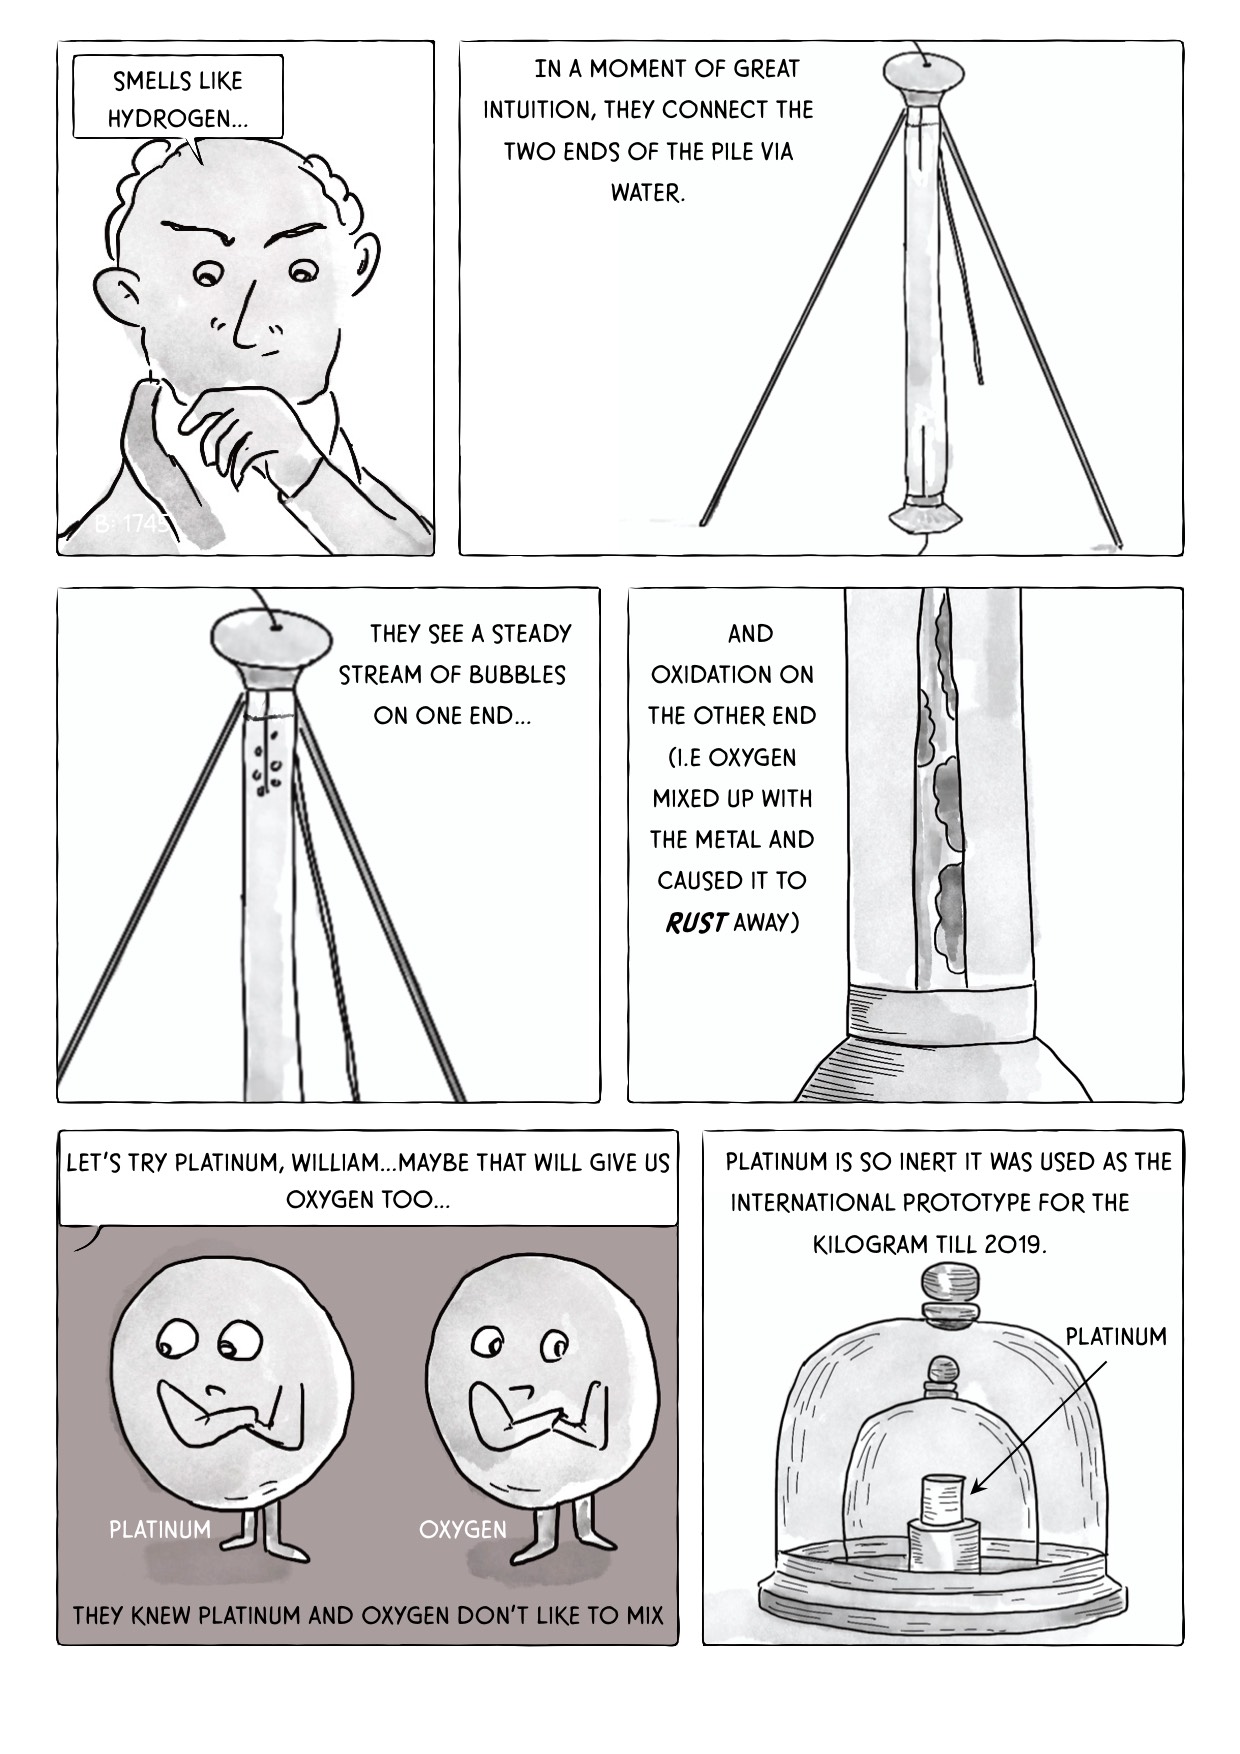 SMELLS LIKE
HYDROGEN...
B: 1745
IN A MOMENT OF GREAT
INTUITION, THEY CONNECT THE
TWO ENDS OF THE PILE VIA
WATER.
THEY SEE A STEADY
STREAM OF BUBBLES
ON ONE END...
AND
OXIDATION ON
THE OTHER END
(I.E OXYGEN
MIXED UP WITH
THE METAL AND
CAUSED IT TO
RUST AWAY)
LET'S TRY PLATINUM, WILLIAM...MAYBE THAT WILL GIVE US
OXYGEN TOO...
PLATINUM
OXYGEN
THEY KNEW PLATINUM AND OXYGEN DON'T LIKE TO MIX
PLATINUM IS SO INERT IT WAS USED AS THE
INTERNATIONAL PROTOTYPE FOR THE
KILOGRAM TILL 2019.
PLATINUM